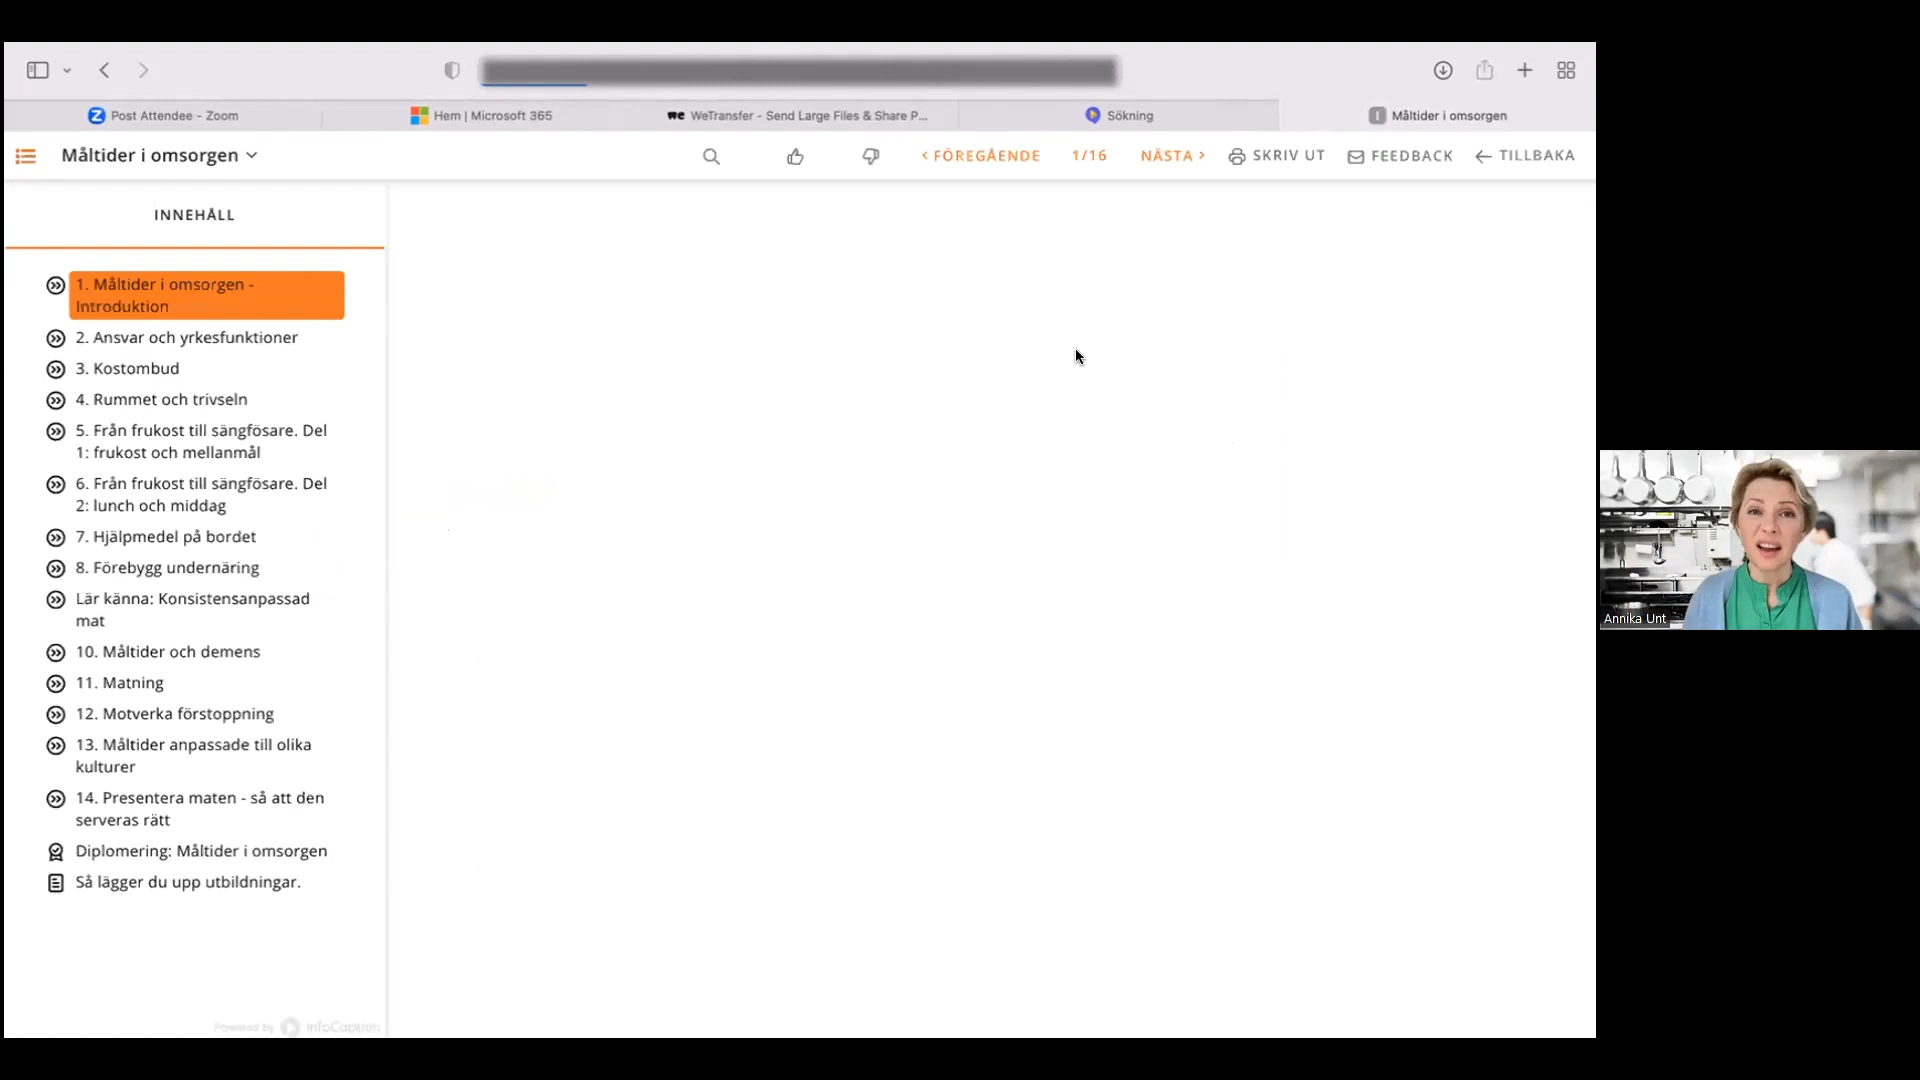 Post Attendee - Zoom
Hem | Microsoft 365
WeTransfer - Send Large Files & Share P...
Sökning
Måltider i omsorgen
Måltider i omsorgen
FÖREGÅENDE
1/16
NÄSTA
SKRIV UT
FEEDBACK
TILLBAKA
INNEHÅLL
1. Måltider i omsorgen -
Introduktion
2. Ansvar och yrkesfunktioner
3. Kostombud
4. Rummet och trivseln
5. Från frukost till sängfösare. Del
1: frukost och mellanmål
6. Från frukost till sängfösare. Del
2: lunch och middag
7. Hjälpmedel på bordet
8. Förebygg undernäring
Lär känna: Konsistensanpassad
mat
10. Måltider och demens
11. Matning
12. Motverka förstoppning
13. Måltider anpassade till olika
kulturer
14. Presentera maten - så att den
serveras rätt
Diplomering: Måltider i omsorgen
Så lägger du upp utbildningar.
Powered by infoCaption
Annika Unt